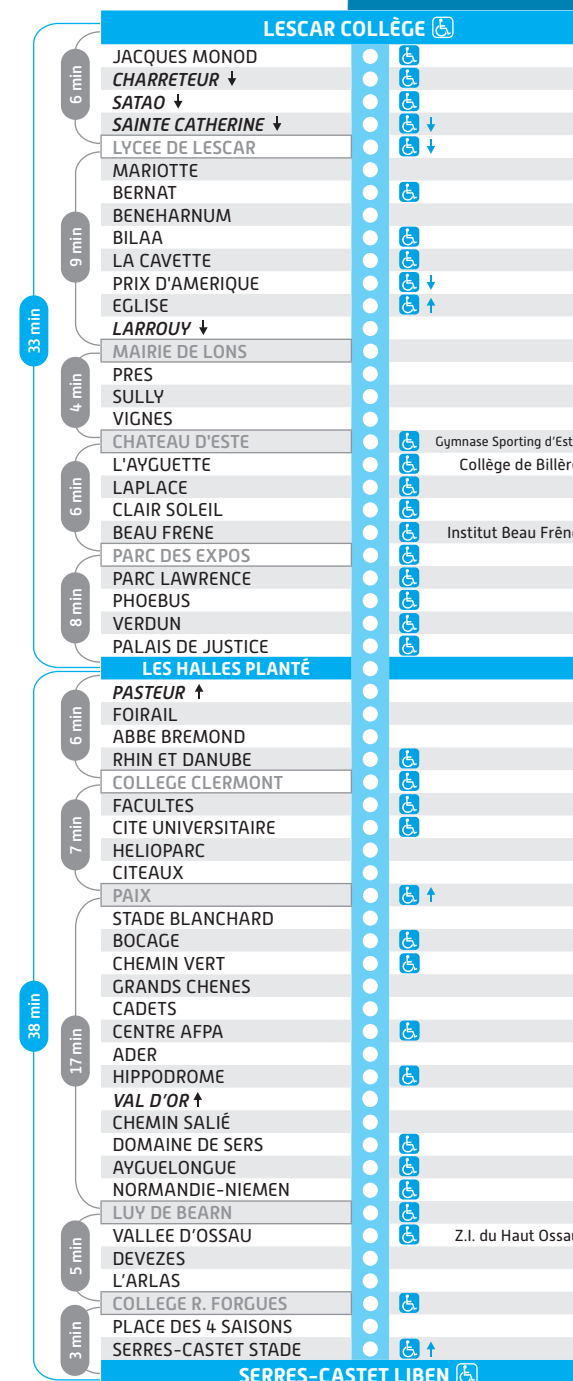 LESCAR COLLÈGE
JACQUES MONOD
CHARRETEUR ↓
SATAO ↓
SAINTE CATHERINE ↓
LYCEE DE LESCAR
MARIOTTE
BERNAT
BENEHARNUM
BILAA
LA CAVETTE
PRIX D'AMERIQUE
EGLISE
LARROUY ↓
MAIRIE DE LONS
PRES
SULLY
VIGNES
CHATEAU D'ESTE Gymnase Sporting d'Est
L'AYGUETTE Collège de Billèr
LAPLACE
CLAIR SOLEIL
BEAU FRENE Institut Beau Frên
PARC DES EXPOS
PARC LAWRENCE
PHOEBUS
VERDUN
PALAIS DE JUSTICE
LES HALLES PLANTÉ
PASTEUR ↑
FOIRAIL
ABBE BREMOND
RHIN ET DANUBE
COLLEGE CLERMONT
FACULTES
CITE UNIVERSITAIRE
HELIOPARC
CITEAUX
PAIX
STADE BLANCHARD
BOCAGE
CHEMIN VERT
GRANDS CHENES
CADETS
CENTRE AFPA
ADER
HIPPODROME
VAL D'OR ↑
CHEMIN SALIÉ
DOMAINE DE SERS
AYGUELONGUE
NORMANDIE-NIEMEN
LUY DE BEARN
VALLEE D'OSSAU Z.I. du Haut Ossau
DEVEZES
L'ARLAS
COLLEGE R. FORGUES
PLACE DES 4 SAISONS
SERRES-CASTET STADE
SERRES-CASTET LIBEN
33 min
6 min
9 min
4 min
6 min
8 min
38 min
6 min
7 min
17 min
5 min
3 min